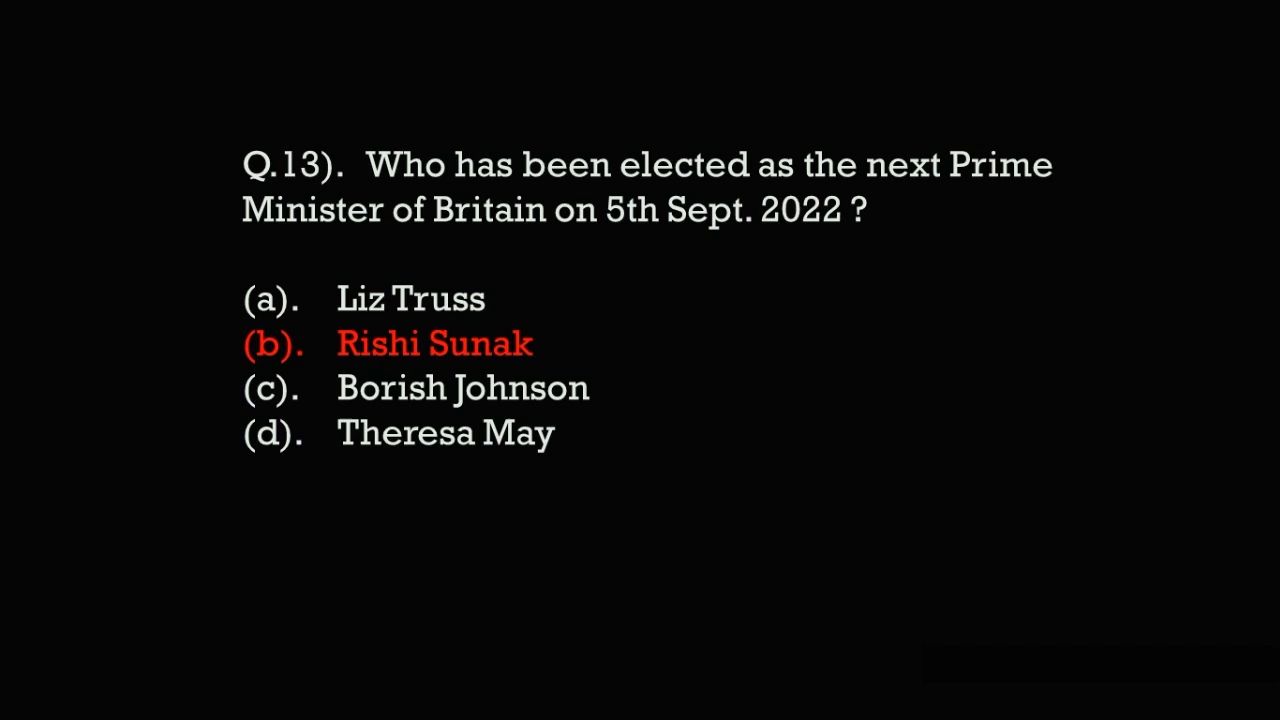 Q.13). Who has been elected as the next Prime
Minister of Britain on 5th Sept. 2022 ?
(a). Liz Truss
(b). Rishi Sunak
(c). Borish Johnson
(d). Theresa May